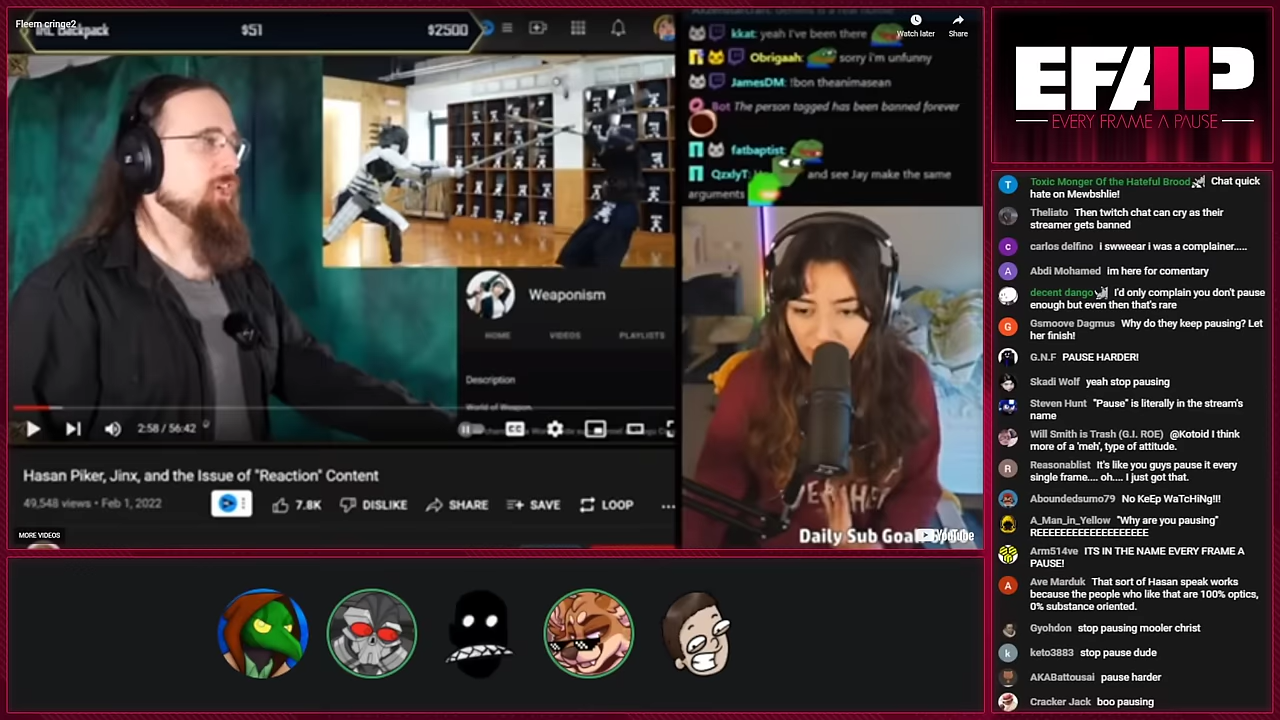 Fleem cringe2
Backpack
$51
$2500
Watch later
Share
kkat: yeah I've been there
Obrigaah: sorry i'm unfunny
JamesDM: !bon theanimasean
Bot The person tagged has been banned forever
fatbaptist:
QzxlyT: and see Jay make the same
arguments
Weaponism
HOME VIDEOS PLAYLISTS
Description
World of Weapon.
2:58 / 56:42
Hasan Piker, Jinx, and the Issue of "Reaction" Content
49,548 views • Feb 1, 2022
7.8K DISLIKE SHARE SAVE LOOP
MORE VIDEOS
Daily Sub Goal
YouTube
EFAP
EVERY FRAME A PAUSE
Toxic Monger Of the Hateful Brood Chat quick
hate on Mewbshlie!
Theliato Then twitch chat can cry as their
streamer gets banned
carlos delfino i swweear i was a complainer.....
Abdi Mohamed im here for comentary
decent dango I'd only complain you don't pause
enough but even then that's rare
Gsmoove Dagmus Why do they keep pausing? Let
her finish!
G.N.F PAUSE HARDER!
Skadi Wolf yeah stop pausing
Steven Hunt "Pause" is literally in the stream's
name
Will Smith is Trash (G.I. ROE) @Kotoid I think
more of a 'meh', type of attitude.
Reasonablist It's like you guys pause it every
single frame.... oh.... I just got that.
Aboundedsumo79 No KeEp WaTcHiNg!!!
A_Man_in_Yellow "Why are you pausing"
REEEEEEEEEEEEEEEEEEE
Arm514ve ITS IN THE NAME EVERY FRAME A
PAUSE!
Ave Marduk That sort of Hasan speak works
because the people who like that are 100% optics,
0% substance oriented.
Gyohdon stop pausing mooler christ
keto3883 stop pause dude
AKABattousai pause harder
Cracker Jack boo pausing